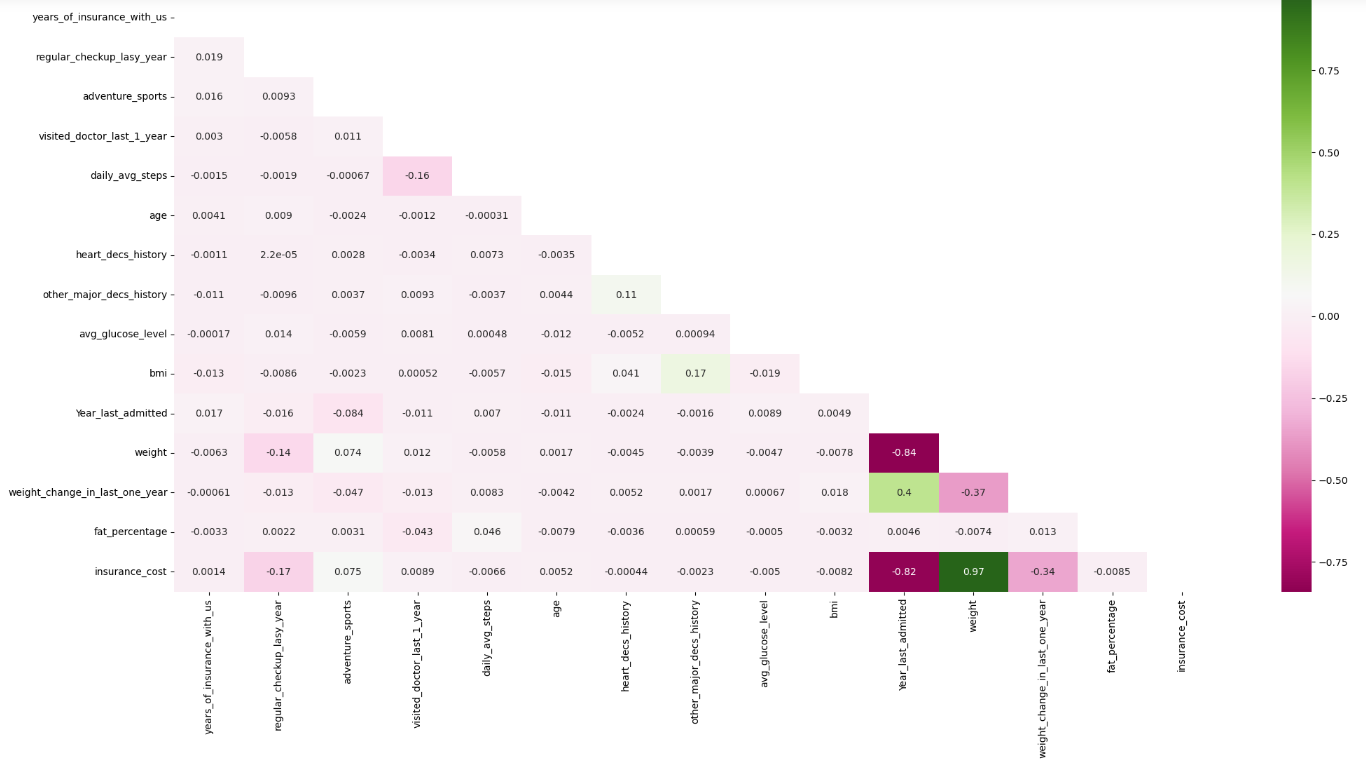 years_of_insurance_with_us
regular_checkup_lasy_year 0.019
0.75
adventure_sports 0.016 0.0093
visited_doctor_last_1_year 0.003 -0.0058 0.011
0.50
daily_avg_steps -0.0015 -0.0019 -0.00067 -0.16
age 0.0041 0.009 -0.0024 -0.0012 -0.00031
0.25
heart_decs_history -0.0011 2.2e-05 0.0028 -0.0034 0.0073 -0.0035
other_major_decs_history -0.011 -0.0096 0.0037 0.0093 -0.0037 0.0044 0.11
0.00
avg_glucose_level -0.00017 0.014 -0.0059 0.0081 0.00048 -0.012 -0.0052 0.00094
bmi -0.013 -0.0086 -0.0023 0.00052 -0.0057 -0.015 0.041 0.17 -0.019
−0.25
Year_last_admitted 0.017 -0.016 -0.084 -0.011 0.007 -0.011 -0.0024 -0.0016 0.0089 0.0049
weight -0.0063 -0.14 0.074 0.012 -0.0058 0.0017 -0.0045 -0.0039 -0.0047 -0.0078 -0.84
−0.50
weight_change_in_last_one_year -0.00061 -0.013 -0.047 -0.013 0.0083 -0.0042 0.0052 0.0017 0.00067 0.018 0.4 -0.37
fat_percentage -0.0033 0.0022 0.0031 -0.043 0.046 -0.0079 -0.0036 0.00059 -0.0005 -0.0032 0.0046 -0.0074 0.013
−0.75
insurance_cost 0.0014 -0.17 0.075 0.0089 -0.0066 0.0052 -0.00044 -0.0023 -0.005 -0.0082 -0.82 0.97 -0.34 -0.0085
years_of_insurance_with_us
regular_checkup_lasy_year
adventure_sports
visited_doctor_last_1_year
daily_avg_steps
age
heart_decs_history
other_major_decs_history
avg_glucose_level
bmi
Year_last_admitted
weight
weight_change_in_last_one_year
fat_percentage
insurance_cost